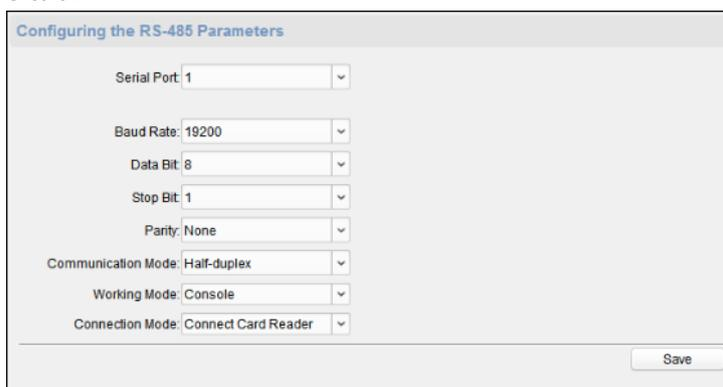 Configuring the RS-485 Parameters
Serial Port: 1
Baud Rate: 19200
Data Bit: 8
Stop Bit: 1
Parity: None
Communication Mode: Half-duplex
Working Mode: Console
Connection Mode: Connect Card Reader
Save